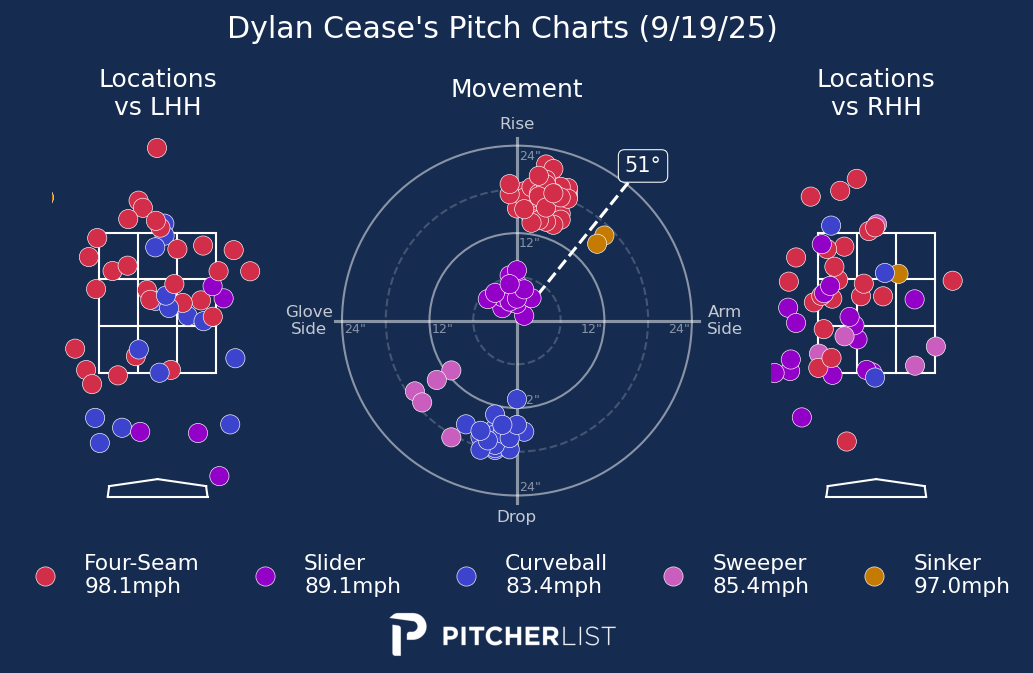 Dylan Cease's Pitch Charts (9/19/25)
Locations
vs LHH
Movement
Locations
vs RHH
Rise
24"
51°
12"
Glove
Side
24"
12"
12"
24"
Arm
Side
2"
24"
Drop
Four-Seam
98.1mph
Slider
89.1mph
Curveball
83.4mph
Sweeper
85.4mph
Sinker
97.0mph
PITCHERLIST